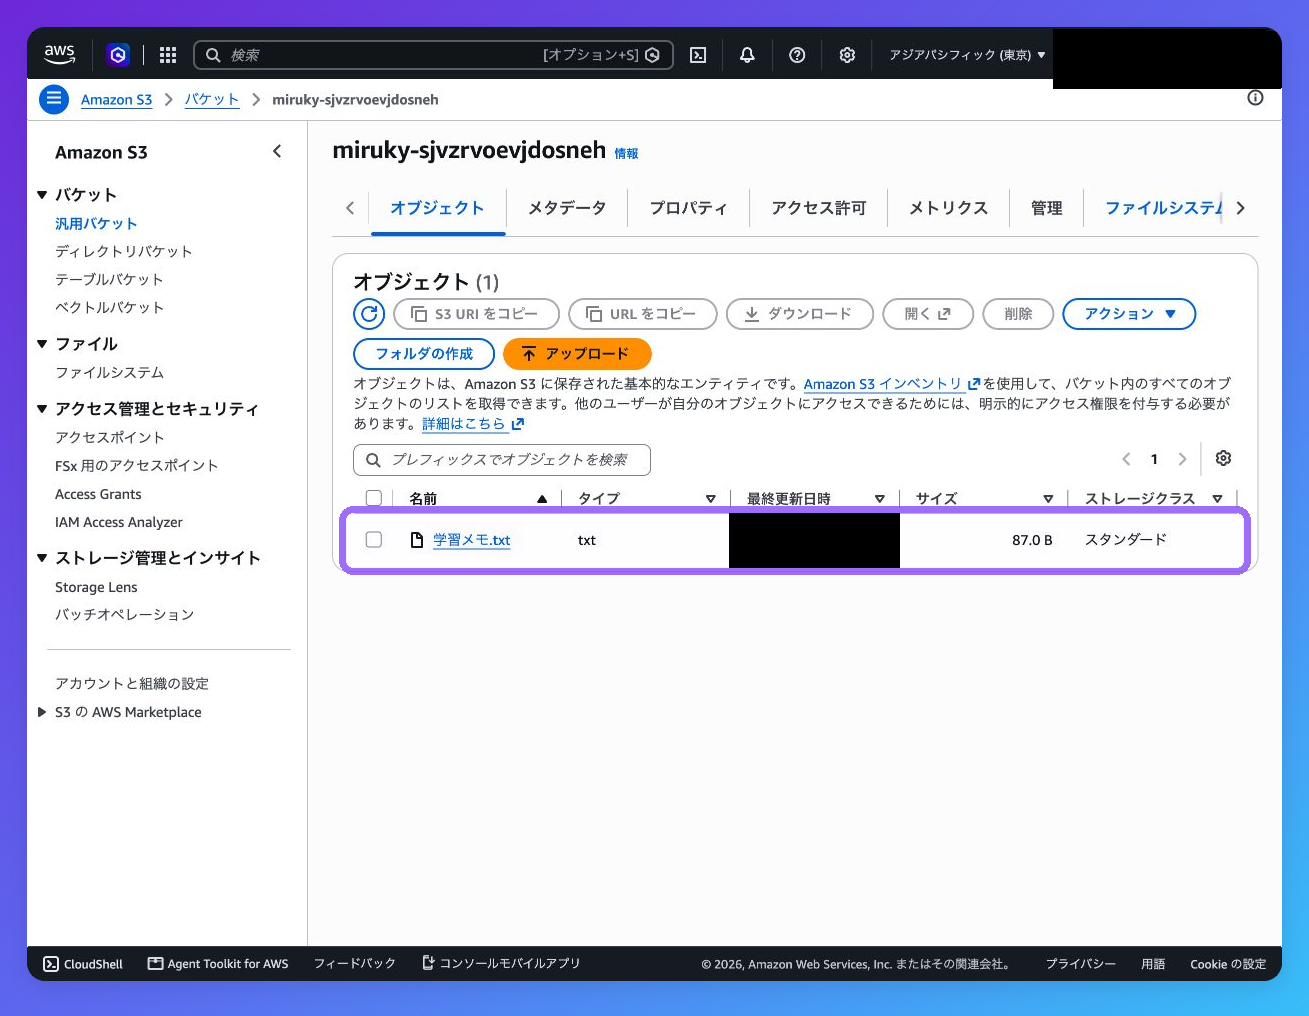 aws
検索
[オプション+S]
アジアパシフィック (東京)
Amazon S3
バケット
miruky-sjvzrvoevjdosneh
Amazon S3
バケット
汎用バケット
ディレクトリバケット
テーブルバケット
ベクトルバケット
ファイル
ファイルシステム
アクセス管理とセキュリティ
アクセスポイント
FSx 用のアクセスポイント
Access Grants
IAM Access Analyzer
ストレージ管理とインサイト
Storage Lens
バッチオペレーション
アカウントと組織の設定
S3 の AWS Marketplace
miruky-sjvzrvoevjdosneh 情報
オブジェクト メタデータ プロパティ アクセス許可 メトリクス 管理 ファイルシステム
オブジェクト (1)
S3 URI をコピー URL をコピー ダウンロード 開く 削除 アクション
フォルダの作成 アップロード
オブジェクトは、Amazon S3 に保存された基本的なエンティティです。Amazon S3 インベントリ を使用して、バケット内のすべてのオブ
ジェクトのリストを取得できます。他のユーザーが自分のオブジェクトにアクセスできるためには、明示的にアクセス権限を付与する必要が
あります。詳細はこちら
プレフィックスでオブジェクトを検索
1
名前 タイプ 最終更新日時 サイズ ストレージクラス
学習メモ.txt txt 87.0 B スタンダード
CloudShell Agent Toolkit for AWS フィードバック コンソールモバイルアプリ © 2026, Amazon Web Services, Inc. またはその関連会社。 プライバシー 用語 Cookie の設定